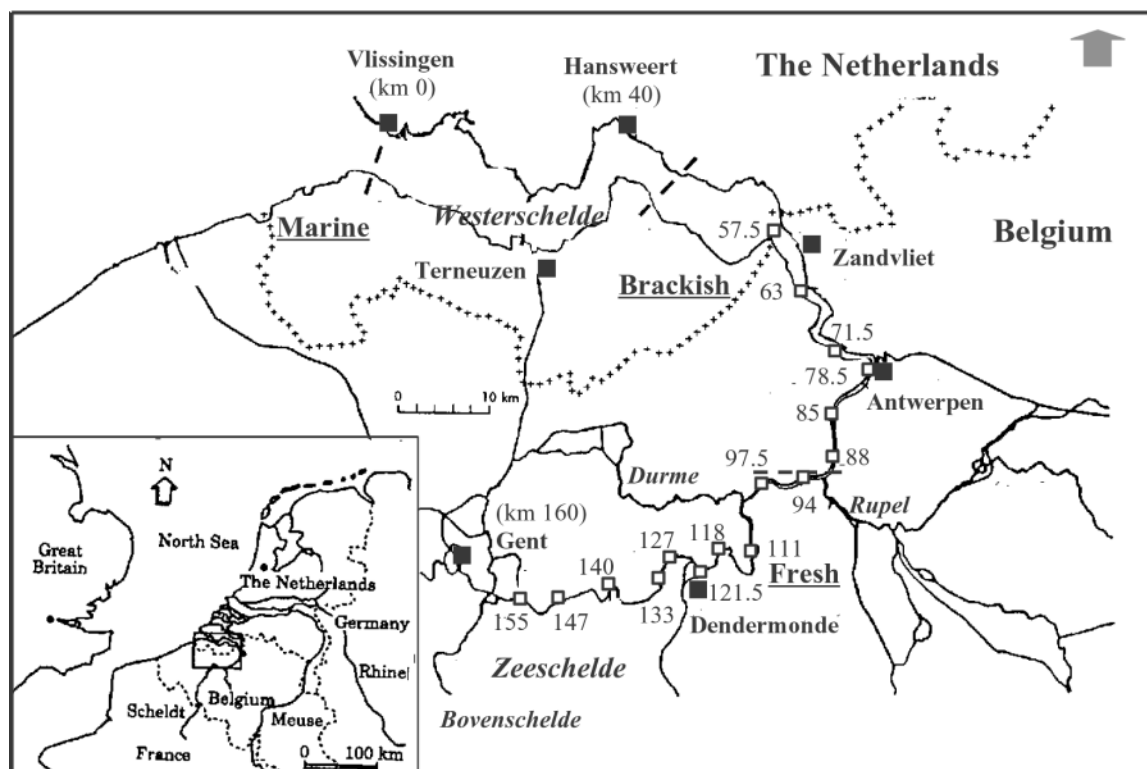 Vlissingen
(km 0)
Hansweert
(km 40)
The Netherlands
Westerschelde
Marine
57.5
Belgium
Zandvliet
Terneuzen
Brackish
63
71.5
78.5
Antwerpen
0 10 km
85
88
97.5
94
Durme
Rupel
(km 160)
Gent
127
118
111
140
Fresh
121.5
155
147
133
Dendermonde
Zeeschelde
Bovenschelde
N
North Sea
Great
Britain
The Netherlands
Germany
Rhine
Belgium
Scheldt
Meuse
France
0 100 km